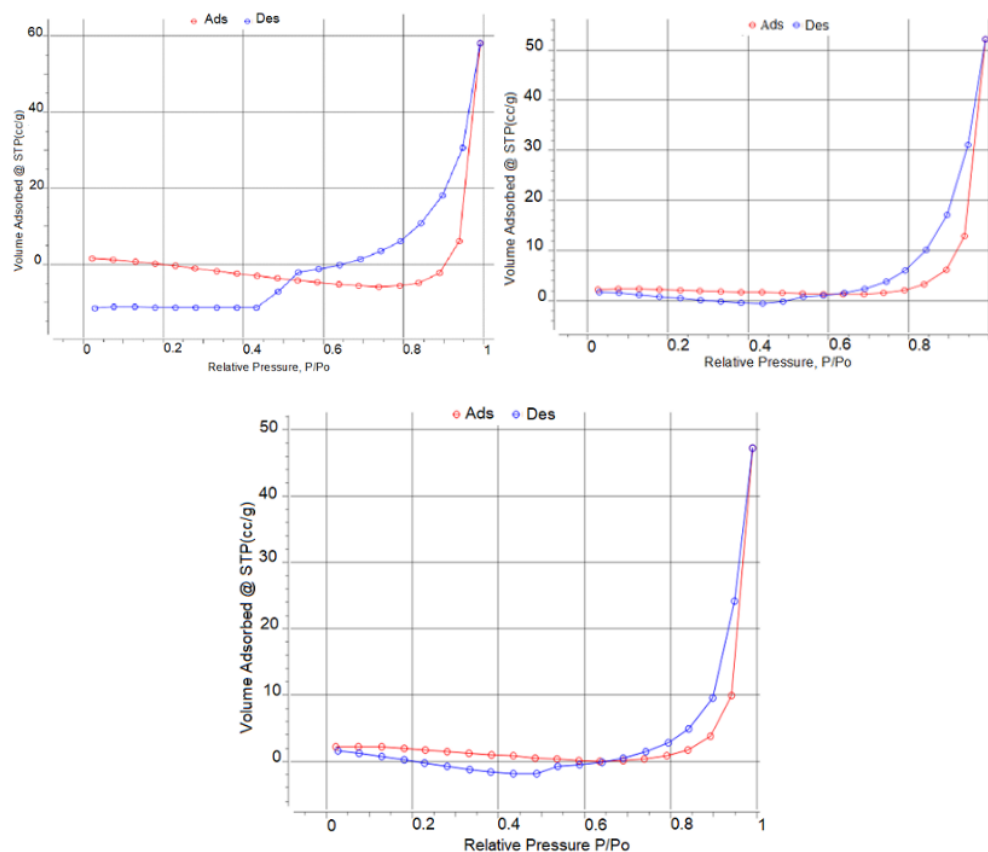 Ads Des
60
40
20
0
Volume Adsorbed @ STP(cc/g)
0 0.2 0.4 0.6 0.8 1
Relative Pressure, P/Po
Ads Des
50
40
30
20
10
0
Volume Adsorbed @ STP(cc/g)
0 0.2 0.4 0.6 0.8
Relative Pressure, P/Po
Ads Des
50
40
30
20
10
0
Volume Adsorbed @ STP(cc/g)
0 0.2 0.4 0.6 0.8 1
Relative Pressure P/Po